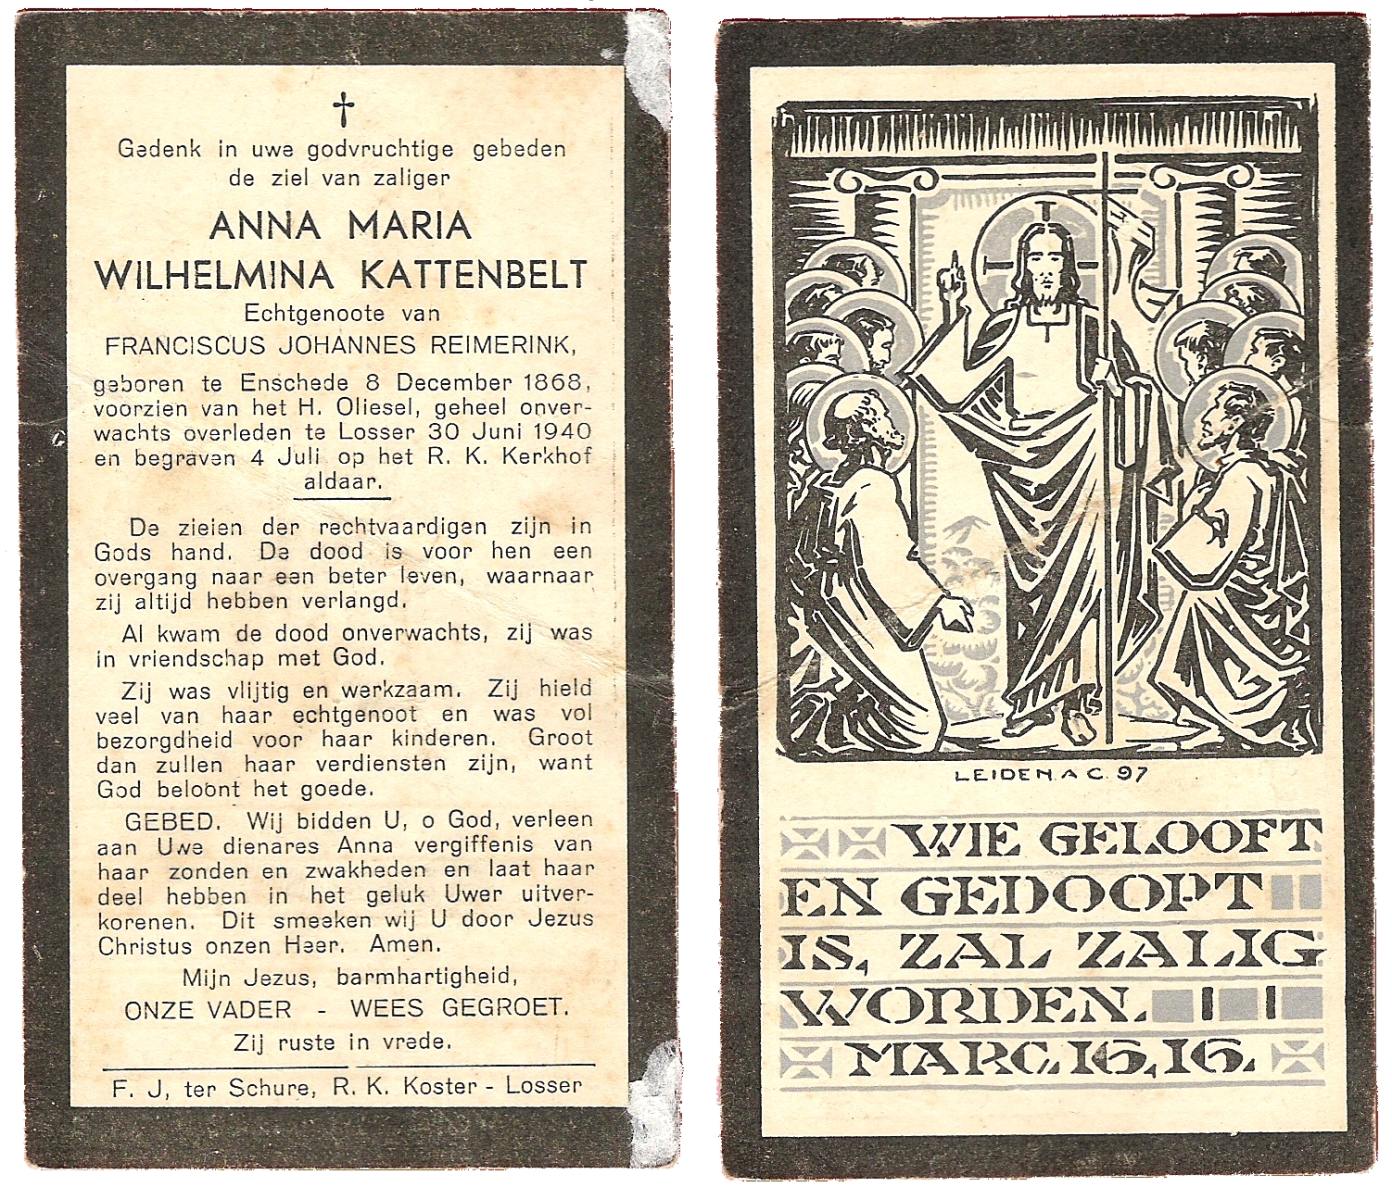 Gedenk in uwe godvruchtige gebeden
de ziel van zaliger
ANNA MARIA
WILHELMINA KATTENBELT
Echtgenoote van
FRANCISCUS JOHANNES REIMERINK,
geboren te Enschede 8 December 1868,
voorzien van het H. Oliesel, geheel onver-
wachts overleden te Losser 30 Juni 1940
en begraven 4 Juli op het R. K. Kerkhof
aldaar.
De zielen der rechtvaardigen zijn in
Gods hand. De dood is voor hen een
overgang naar een beter leven, waarnaar
zij altijd hebben verlangd.
Al kwam de dood onverwachts, zij was
in vriendschap met God.
Zij was vlijtig en werkzaam. Zij hield
veel van haar echtgenoot en was vol
bezorgdheid voor haar kinderen. Groot
dan zullen haar verdiensten zijn, want
God beloont het goede.
GEBED. Wij bidden U, o God, verleen
aan Uwe dienares Anna vergiffenis van
haar zonden en zwakheden en laat haar
deel hebben in het geluk Uwer uitver-
korenen. Dit smeeken wij U door Jezus
Christus onzen Heer. Amen.
Mijn Jezus, barmhartigheid,
ONZE VADER - WEES GEGROET.
Zij ruste in vrede.
F. J, ter Schure, R. K. Koster - Losser
LEIDEN. A C. 97
WIE GELOOFT
EN GEDOOPT
IS, ZAL ZALIG
WORDEN.
MARC. 16, 16.